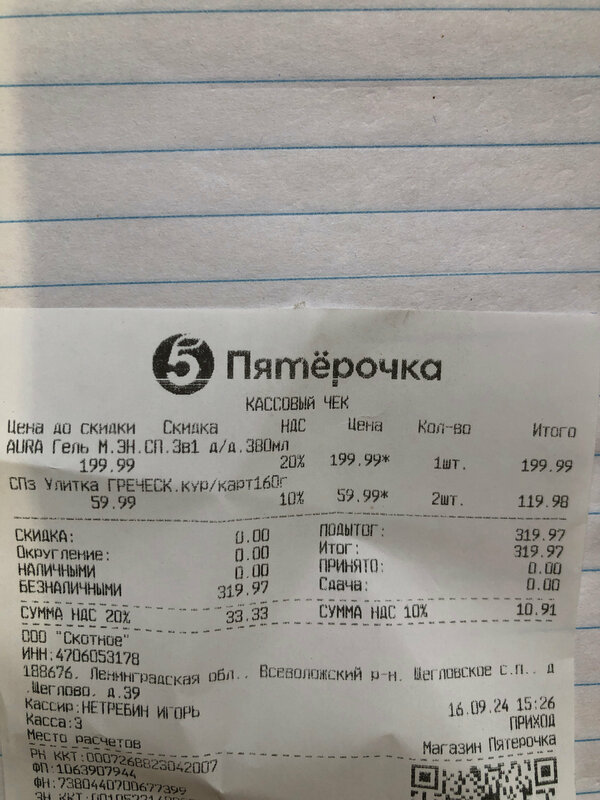 5 Пятёрочка
КАССОВЫЙ ЧЕК
Цена до скидки Скидка НДС Цена Кол-во Итого
AURA Гель М.ЭН.СП.3в1 д/д.380мл
199.99 20% 199.99* 1шт. 199.99
СПз Улитка ГРЕЧЕСК.кур/карт160г
59.99 10% 59.99* 2шт. 119.98
СКИДКА: 0.00 ПОДЫТОГ: 319.97
Округление: 0.00 Итог: 319.97
НАЛИЧНЫМИ 0.00 ПРИНЯТО: 0.00
БЕЗНАЛИЧНЫМИ 319.97 Сдача: 0.00
СУММА НДС 20% 33.33 СУММА НДС 10% 10.91
ООО "Скотное"
ИНН:4706053178
188676, Ленинградская обл., Всеволожский р-н, Щегловское с.п., д
.Щеглово, д.39
Кассир:НЕТРЕБИН ИГОРЬ 16.09.24 15:26
Касса:3 ПРИХОД
Место расчетов Магазин Пятерочка
РН ККТ:0007268823042007
ФП:1063907944
ФН:7380440700677399